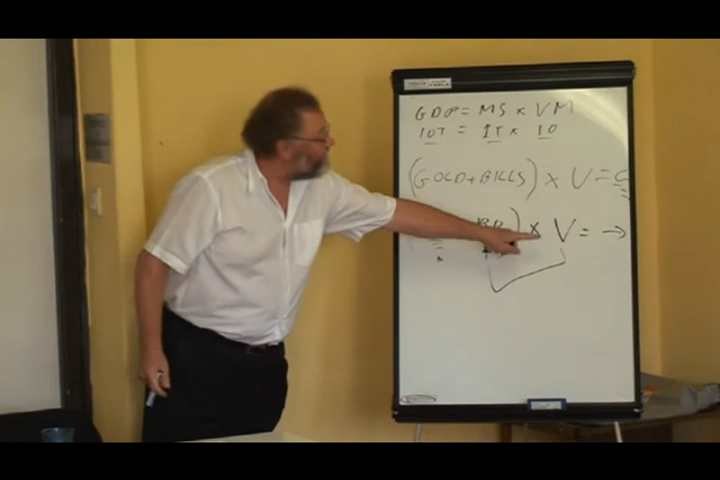 GDP = MS x VM
10T = 1T x 10
(GOLD + BILLS) x V = G
) x V = →